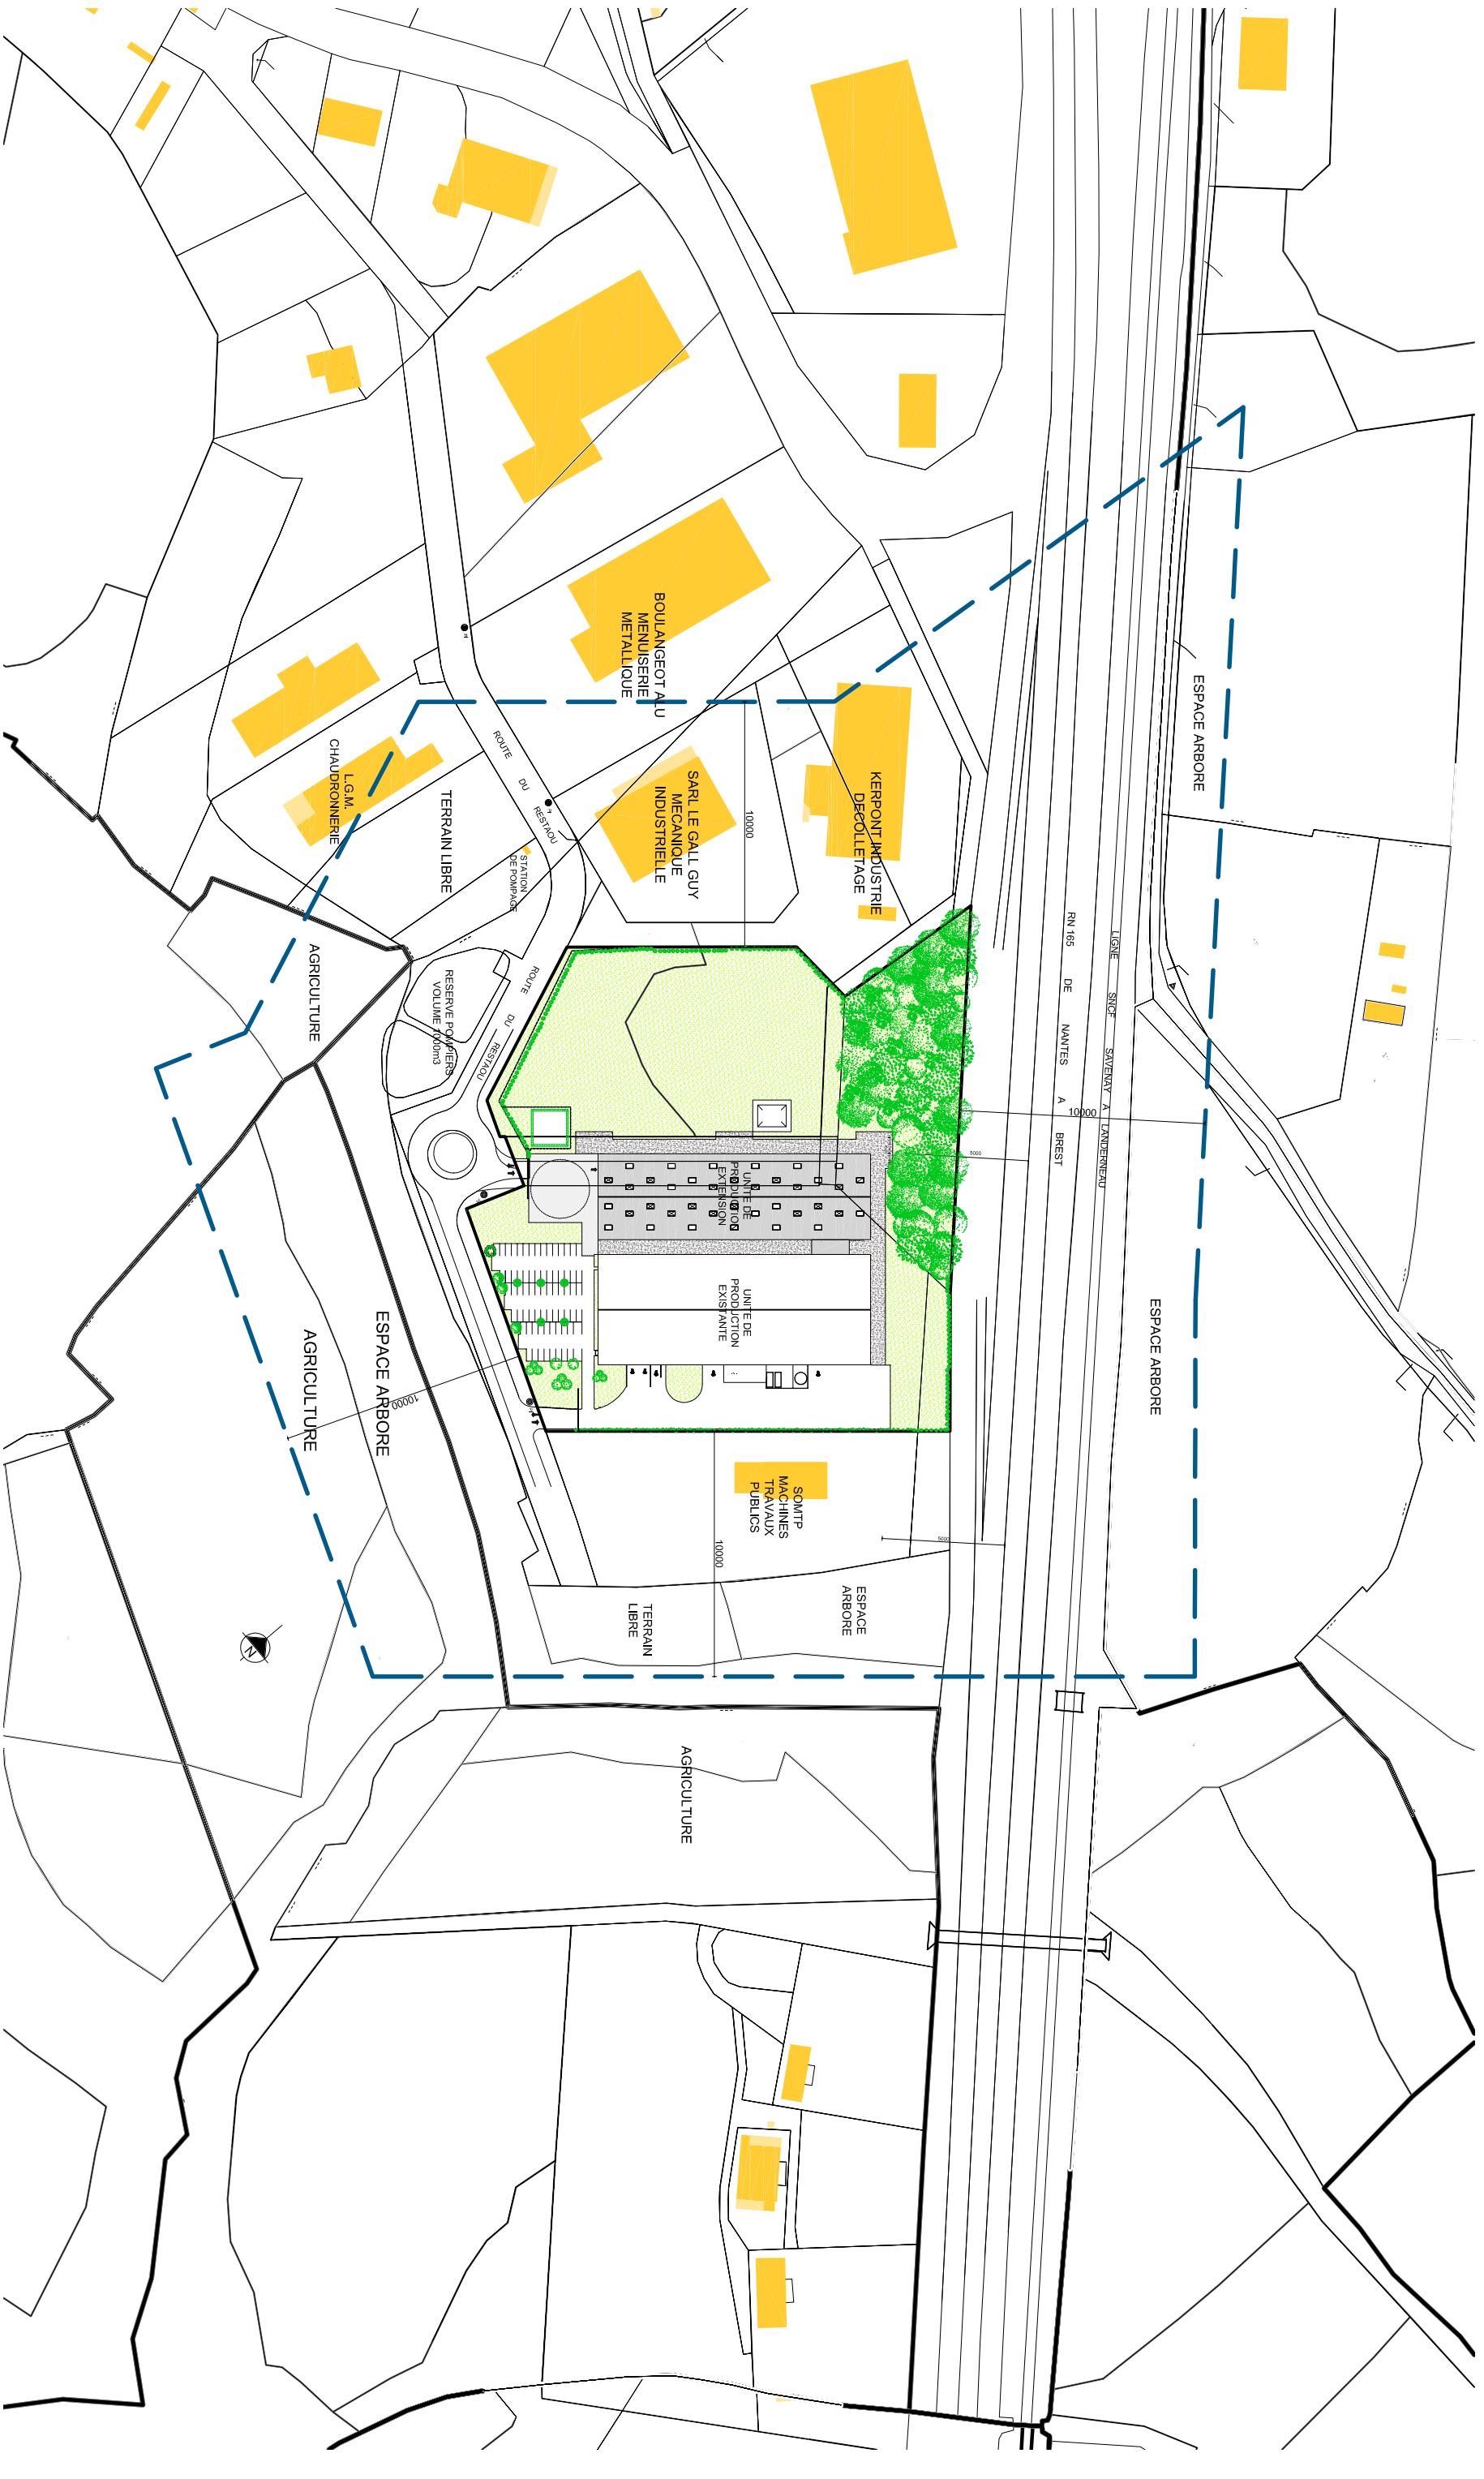 BOULANGEOT ALU
MENUISERIE
METALLIQUE
ESPACE ARBORE
ROUTE DU RESTAOU
L.G.M.
CHAUDRONNERIE
TERRAIN LIBRE
STATION
DE POMPAGE
SARL LE GALL GUY
MECANIQUE
INDUSTRIELLE
10000
KERPONT INDUSTRIE
DECOLLETAGE
AGRICULTURE
RESERVE POMPIERS
VOLUME 1000m3
ROUTE DU RESTAOU
RN 165 DE NANTES A BREST
LIGNE SNCF SAVENAY A LANDERNEAU
10000
5000
UNITE DE
PRODUCTION
EXTENSION
UNITE DE
PRODUCTION
EXISTANTE
ESPACE ARBORE
AGRICULTURE
ESPACE ARBORE
10000
SOMTP
MACHINES
TRAVAUX
PUBLICS
10000
5000
TERRAIN
LIBRE
ESPACE
ARBORE
N
AGRICULTURE